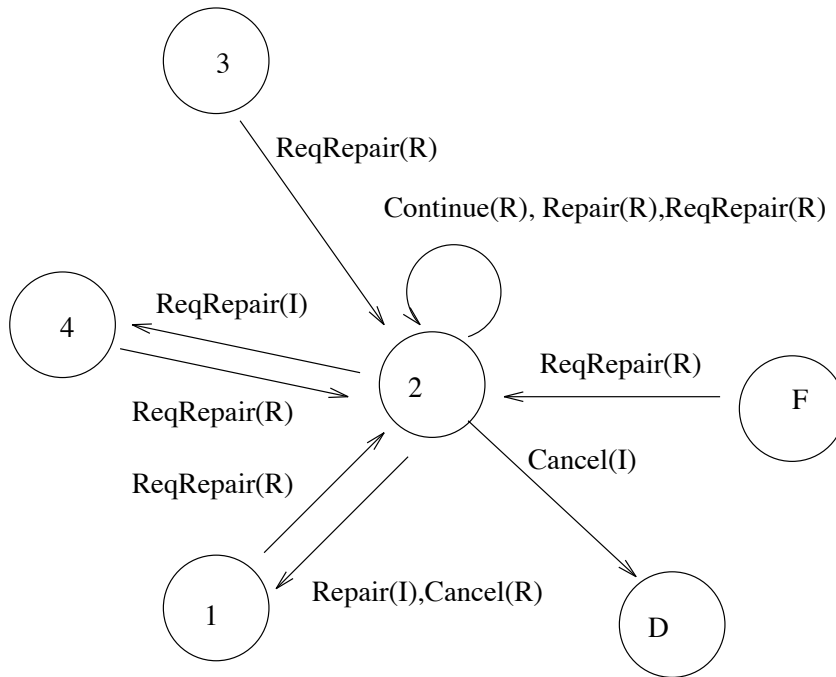 3
ReqRepair(R)
Continue(R), Repair(R),ReqRepair(R)
ReqRepair(I)
4
ReqRepair(R)
2
F
ReqRepair(R)
Cancel(I)
ReqRepair(R)
Repair(I),Cancel(R)
1
D